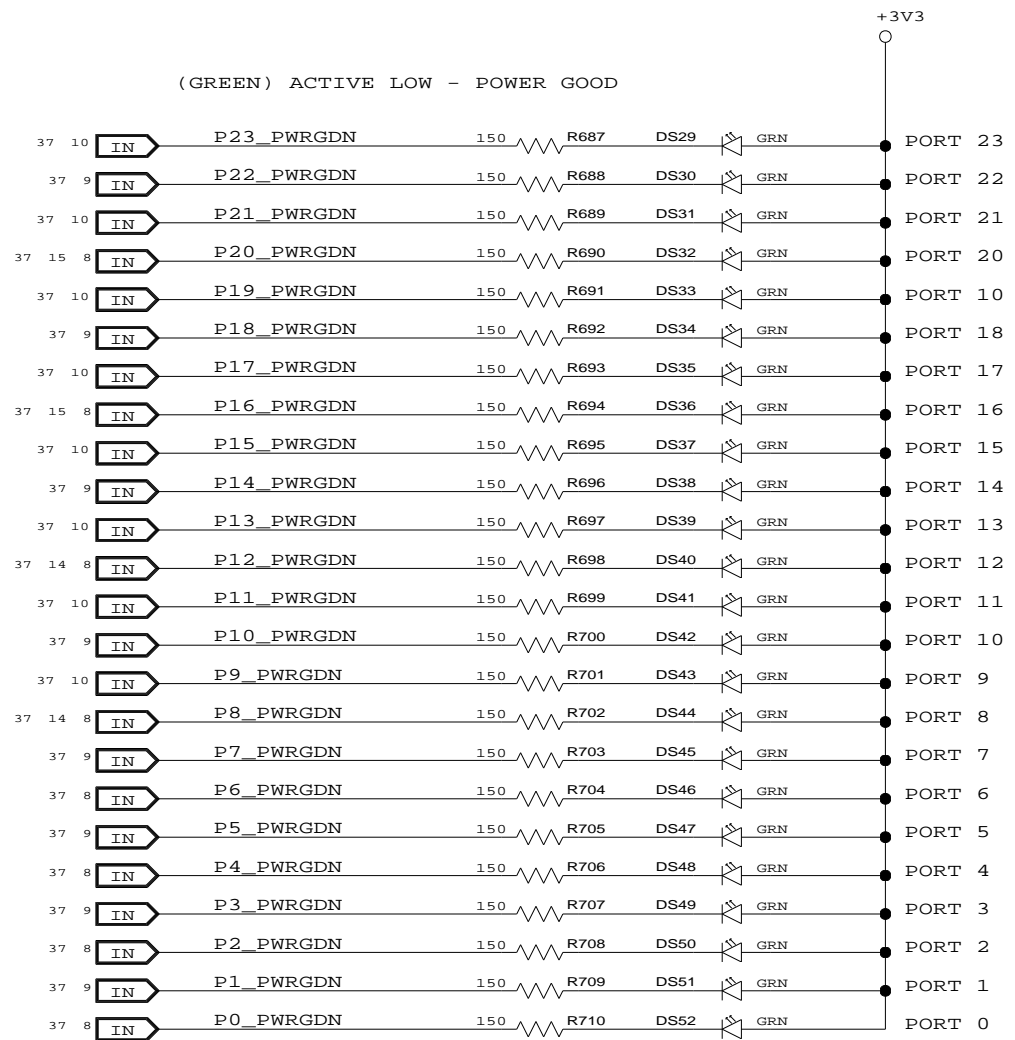 +3V3
(GREEN) ACTIVE LOW - POWER GOOD
37 10 IN P23_PWRGDN 150 R687 DS29 GRN PORT 23
37 9 IN P22_PWRGDN 150 R688 DS30 GRN PORT 22
37 10 IN P21_PWRGDN 150 R689 DS31 GRN PORT 21
37 15 8 IN P20_PWRGDN 150 R690 DS32 GRN PORT 20
37 10 IN P19_PWRGDN 150 R691 DS33 GRN PORT 10
37 9 IN P18_PWRGDN 150 R692 DS34 GRN PORT 18
37 10 IN P17_PWRGDN 150 R693 DS35 GRN PORT 17
37 15 8 IN P16_PWRGDN 150 R694 DS36 GRN PORT 16
37 10 IN P15_PWRGDN 150 R695 DS37 GRN PORT 15
37 9 IN P14_PWRGDN 150 R696 DS38 GRN PORT 14
37 10 IN P13_PWRGDN 150 R697 DS39 GRN PORT 13
37 14 8 IN P12_PWRGDN 150 R698 DS40 GRN PORT 12
37 10 IN P11_PWRGDN 150 R699 DS41 GRN PORT 11
37 9 IN P10_PWRGDN 150 R700 DS42 GRN PORT 10
37 10 IN P9_PWRGDN 150 R701 DS43 GRN PORT 9
37 14 8 IN P8_PWRGDN 150 R702 DS44 GRN PORT 8
37 9 IN P7_PWRGDN 150 R703 DS45 GRN PORT 7
37 8 IN P6_PWRGDN 150 R704 DS46 GRN PORT 6
37 9 IN P5_PWRGDN 150 R705 DS47 GRN PORT 5
37 8 IN P4_PWRGDN 150 R706 DS48 GRN PORT 4
37 9 IN P3_PWRGDN 150 R707 DS49 GRN PORT 3
37 8 IN P2_PWRGDN 150 R708 DS50 GRN PORT 2
37 9 IN P1_PWRGDN 150 R709 DS51 GRN PORT 1
37 8 IN P0_PWRGDN 150 R710 DS52 GRN PORT 0